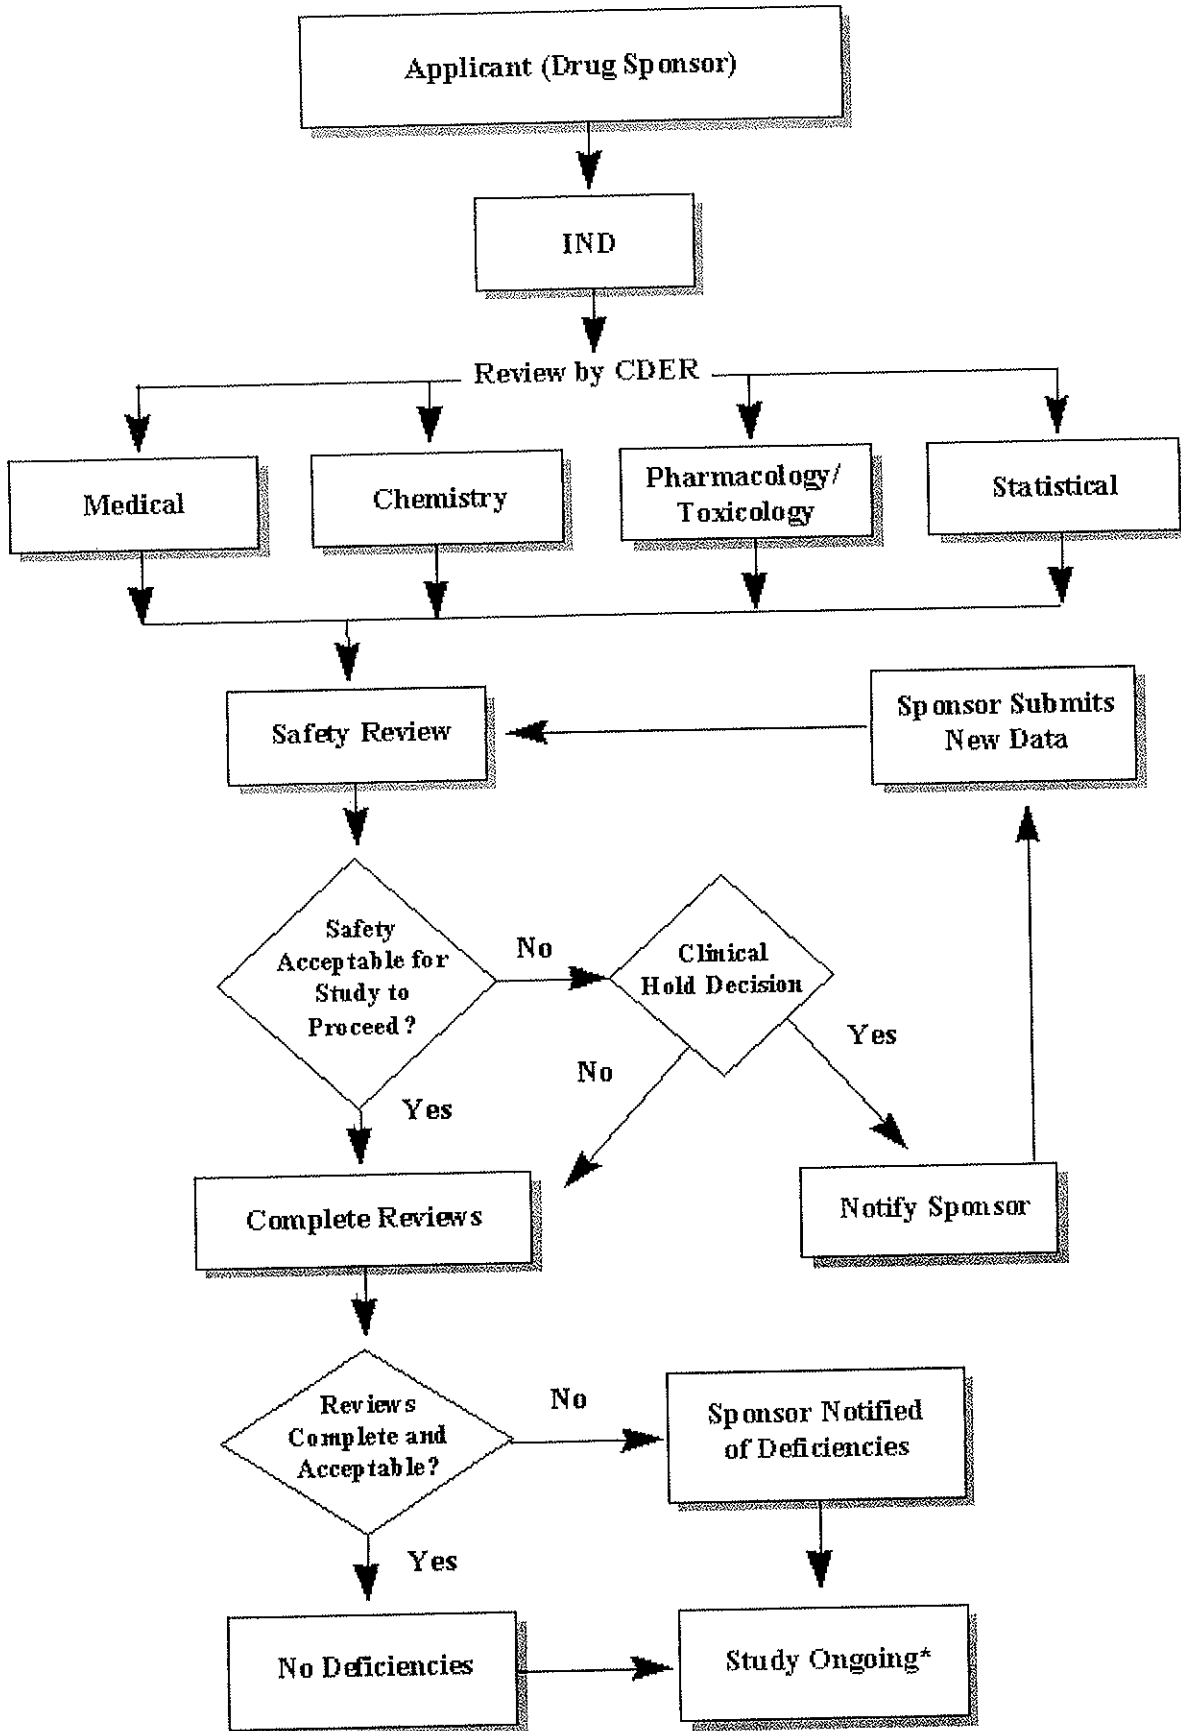 Applicant (Drug Sponsor)
IND
Review by CDER
Medical
Chemistry
Pharmacology/
Toxicology
Statistical
Safety Review
Sponsor Submits
New Data
Safety
Acceptable for
Study to
Proceed?
No
Clinical
Hold Decision
Yes
No
Yes
Complete Reviews
Notify Sponsor
Reviews
Complete and
Acceptable?
No
Sponsor Notified
of Deficiencies
Yes
No Deficiencies
Study Ongoing*